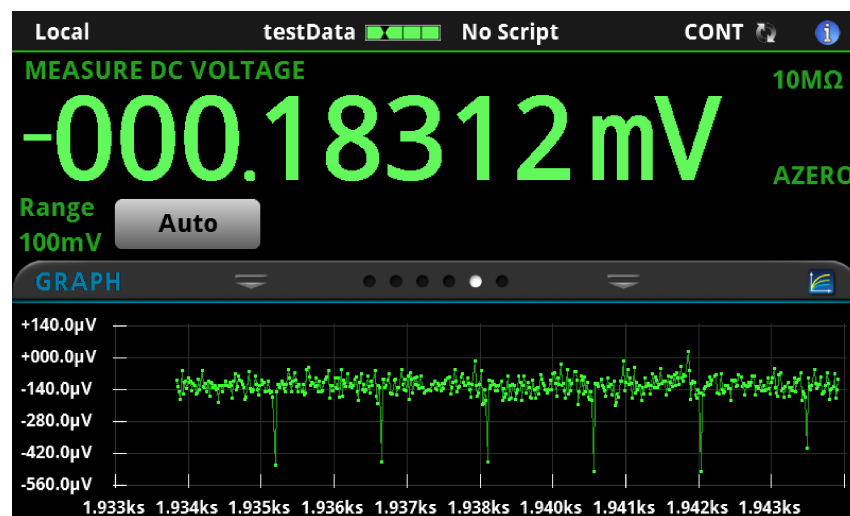 Local testData No Script CONT i
MEASURE DC VOLTAGE 10MΩ
-000.18312 mV
AZERO
Range
100mV Auto
GRAPH
+140.0µV
+000.0µV
-140.0µV
-280.0µV
-420.0µV
-560.0µV
1.933ks 1.934ks 1.935ks 1.936ks 1.937ks 1.938ks 1.940ks 1.941ks 1.942ks 1.943ks